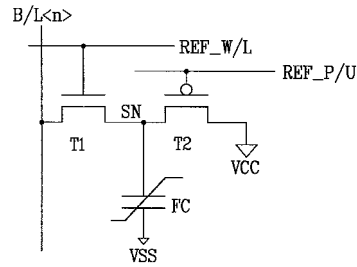 B/L<n>
REF_W/L
REF_P/U
SN
T1
T2
VCC
FC
VSS